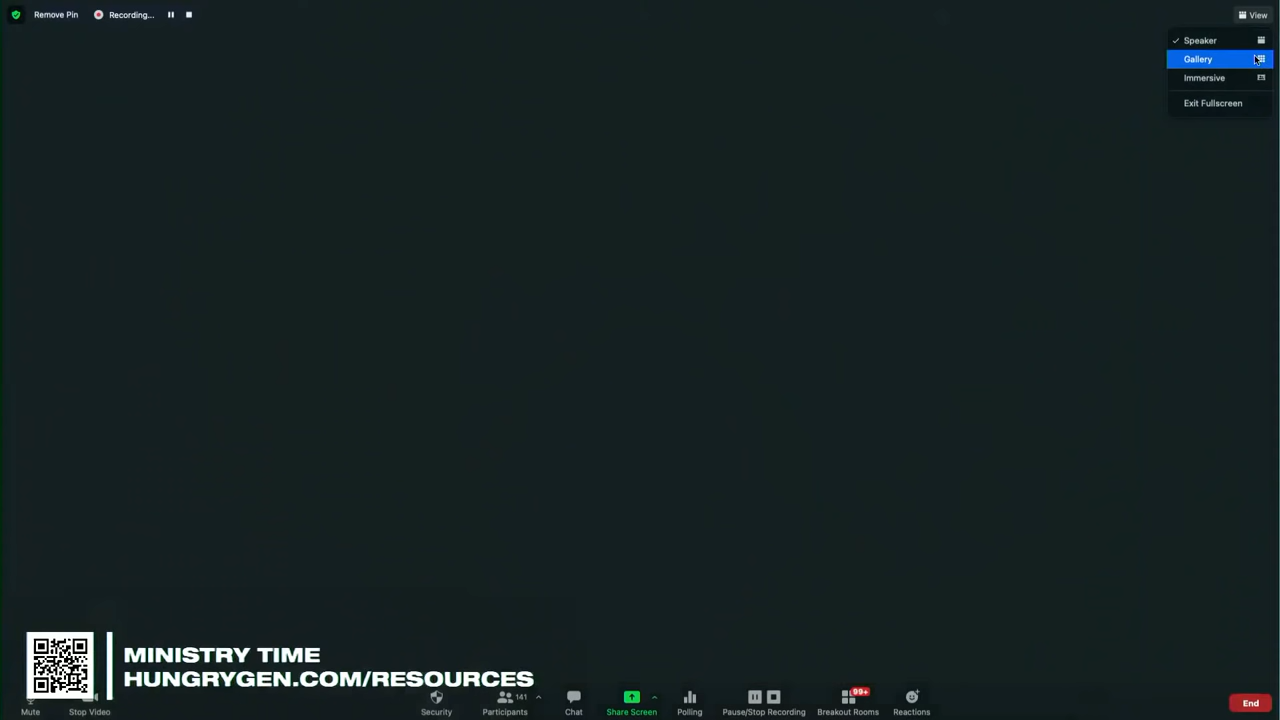 Remove Pin
Recording...
View
Speaker
Gallery
Immersive
Exit Fullscreen
MINISTRY TIME
HUNGRYGEN.COM/RESOURCES
Mute
Stop Video
Security
141
Participants
Chat
Share Screen
Polling
Pause/Stop Recording
99+
Breakout Rooms
Reactions
End